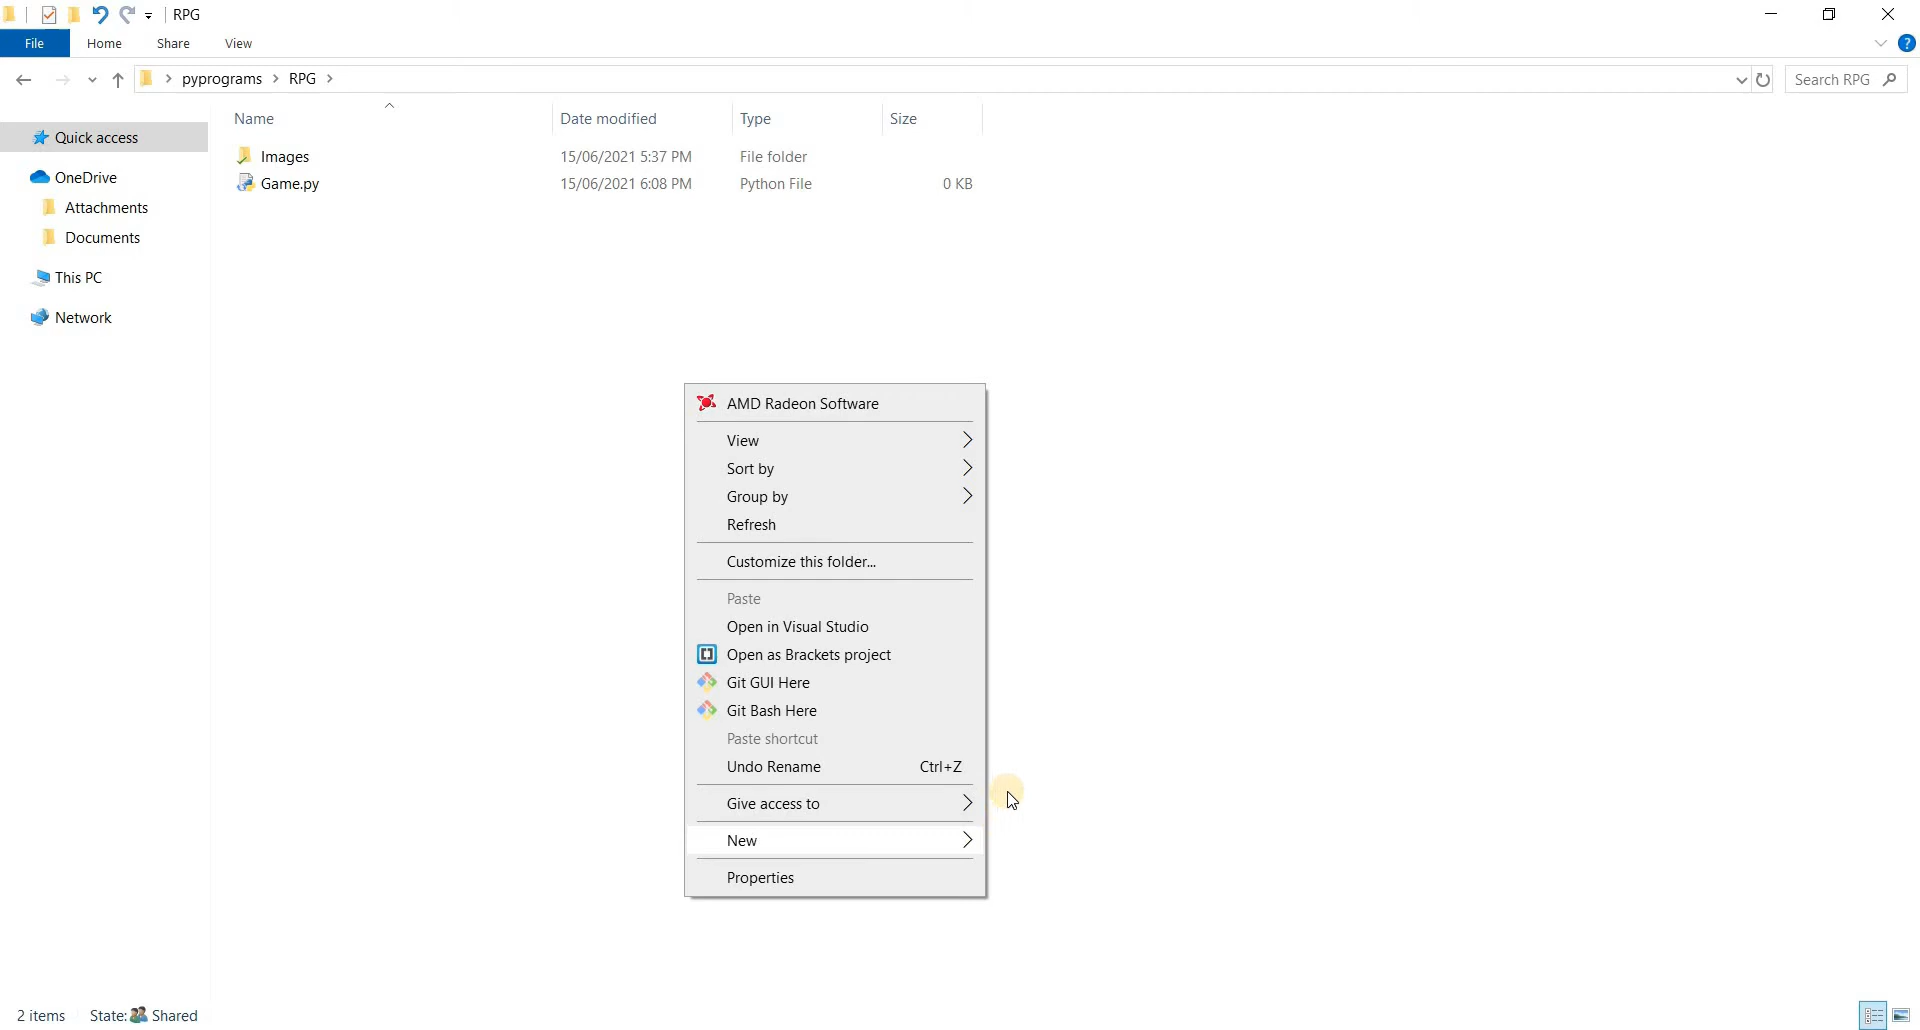 RPG
File Home Share View
pyprograms RPG
Search RPG
Name Date modified Type Size
Quick access
Images 15/06/2021 5:37 PM File folder
OneDrive
Game.py 15/06/2021 6:08 PM Python File 0 KB
Attachments
Documents
This PC
Network
AMD Radeon Software
View
Sort by
Group by
Refresh
Customize this folder...
Paste
Open in Visual Studio
Open as Brackets project
Git GUI Here
Git Bash Here
Paste shortcut
Undo Rename Ctrl+Z
Give access to
New
Properties
2 items State: Shared